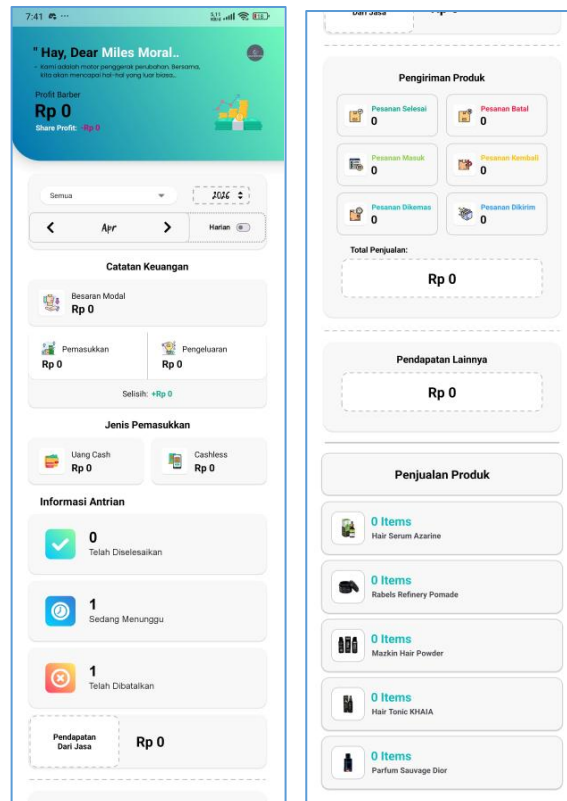 7:41
" Hay, Dear Miles Moral..
- Kami adalah motor penggerak perubahan. Bersama,
kita akan mencapai hal-hal yang luar biasa...
Profit Barber
Rp 0
Share Profit: -Rp 0
Semua
2026
Apr
Harian
Catatan Keuangan
Besaran Modal
Rp 0
Pemasukkan
Rp 0
Pengeluaran
Rp 0
Selisih: +Rp 0
Jenis Pemasukkan
Uang Cash
Rp 0
Cashless
Rp 0
Informasi Antrian
0
Telah Diselesaikan
1
Sedang Menunggu
1
Telah Dibatalkan
Pendapatan
Dari Jasa
Rp 0
Dari Jasa
Rp 0
Pengiriman Produk
Pesanan Selesai
0
Pesanan Batal
0
Pesanan Masuk
0
Pesanan Kembali
0
Pesanan Dikemas
0
Pesanan Dikirim
0
Total Penjualan:
Rp 0
Pendapatan Lainnya
Rp 0
Penjualan Produk
0 Items
Hair Serum Azarine
0 Items
Rabels Refinery Pomade
0 Items
Mazkin Hair Powder
0 Items
Hair Tonic KHAIA
0 Items
Parfum Sauvage Dior